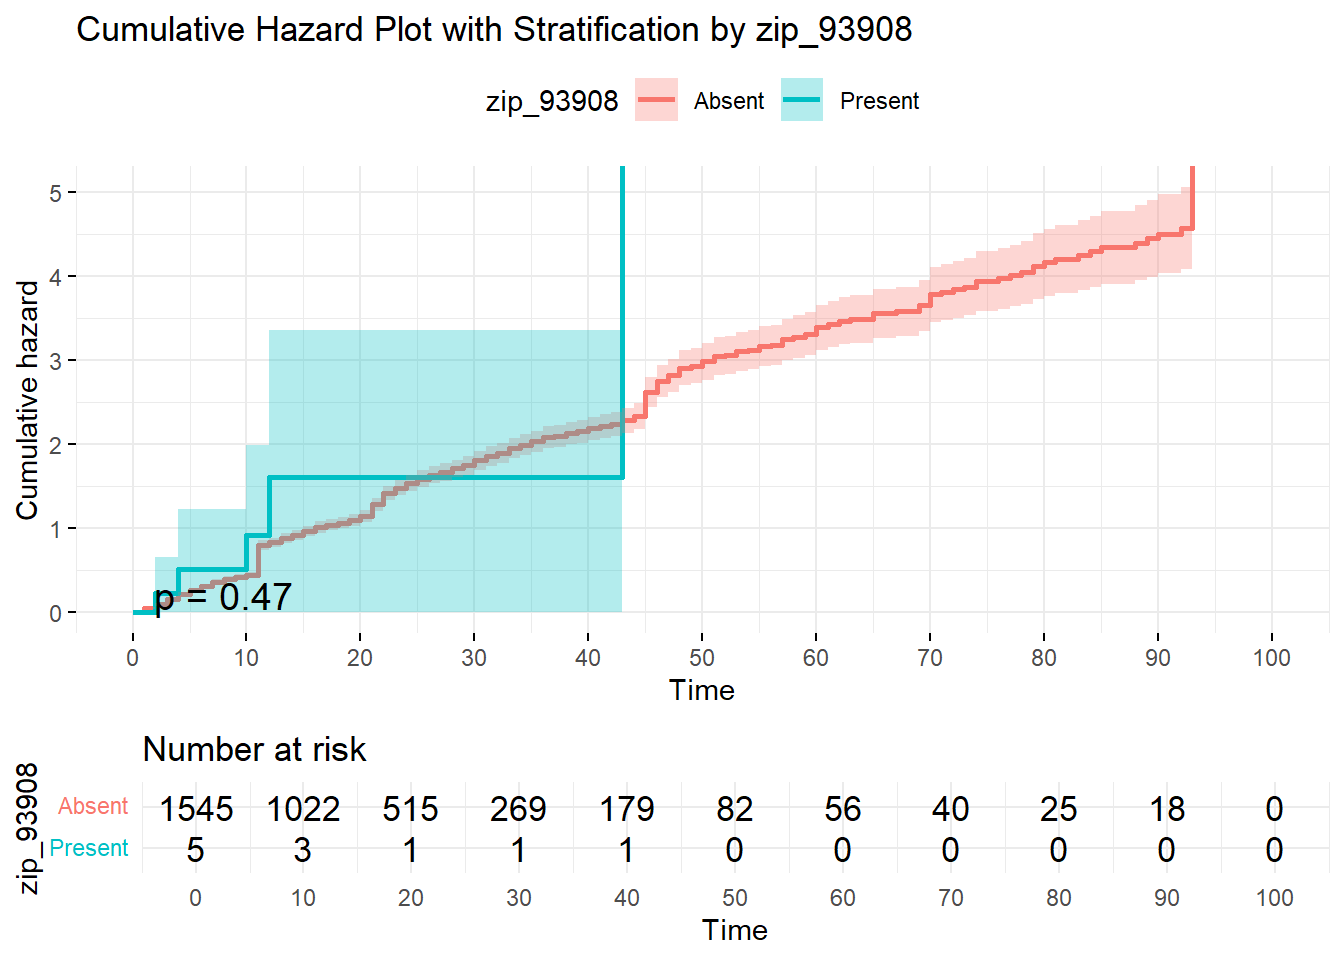 Cumulative Hazard Plot with Stratification by zip_93908
zip_93908 Absent Present
Cumulative hazard
5
4
3
2
1
0
p = 0.47
0 10 20 30 40 50 60 70 80 90 100
Time
Number at risk
zip_93908
Absent 1545 1022 515 269 179 82 56 40 25 18 0
Present 5 3 1 1 1 0 0 0 0 0 0
0 10 20 30 40 50 60 70 80 90 100
Time